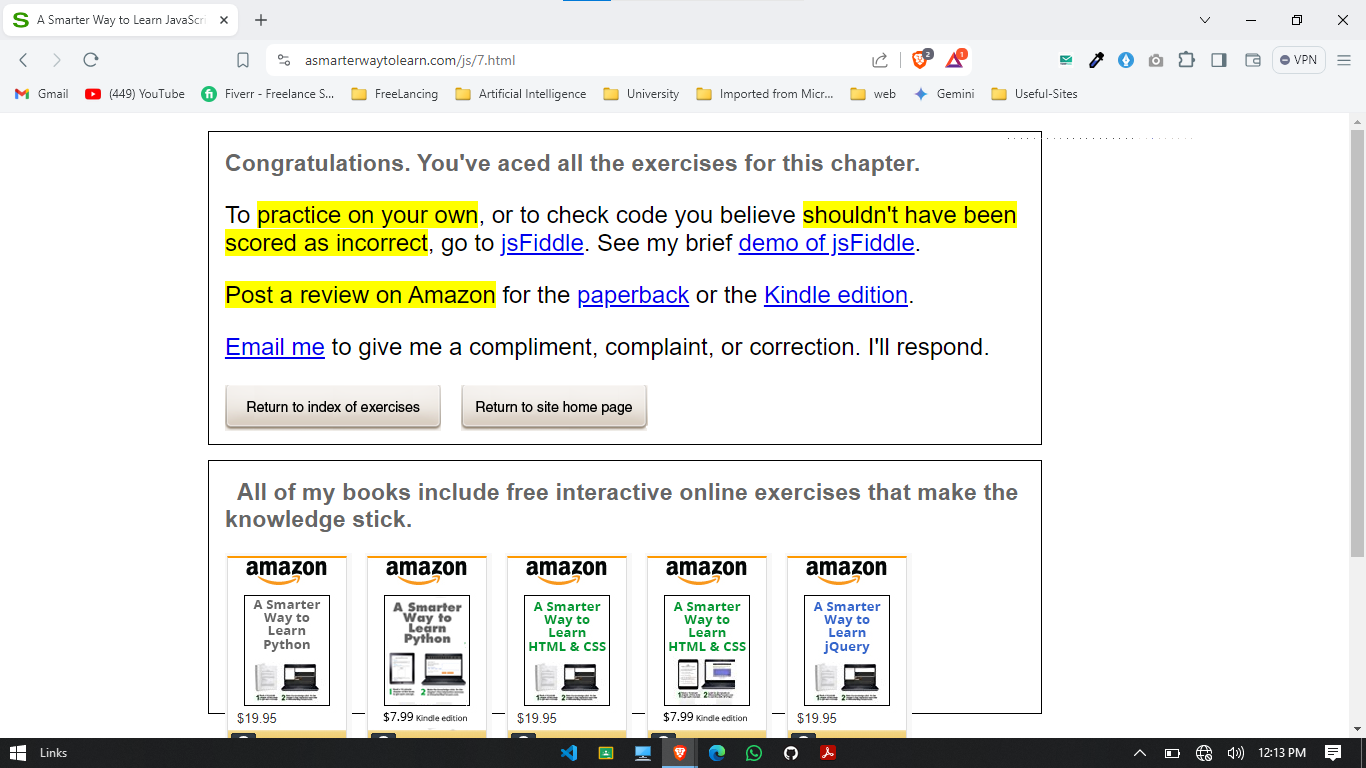 A Smarter Way to Learn JavaScri
asmarterwaytolearn.com/js/7.html
2
1
VPN
Gmail
(449) YouTube
Fiverr - Freelance S...
FreeLancing
Artificial Intelligence
University
Imported from Micr...
web
Gemini
Useful-Sites
Congratulations. You've aced all the exercises for this chapter.
To practice on your own, or to check code you believe shouldn't have been
scored as incorrect, go to jsFiddle. See my brief demo of jsFiddle.
Post a review on Amazon for the paperback or the Kindle edition.
Email me to give me a compliment, complaint, or correction. I'll respond.
Return to index of exercises
Return to site home page
All of my books include free interactive online exercises that make the
knowledge stick.
amazon
A Smarter
Way to
Learn
Python
$19.95
amazon
A Smarter
Way to
Learn
Python
$7.99 Kindle edition
amazon
A Smarter
Way to
Learn
HTML & CSS
$19.95
amazon
A Smarter
Way to
Learn
HTML & CSS
$7.99 Kindle edition
amazon
A Smarter
Way to
Learn
jQuery
$19.95
Links
12:13 PM